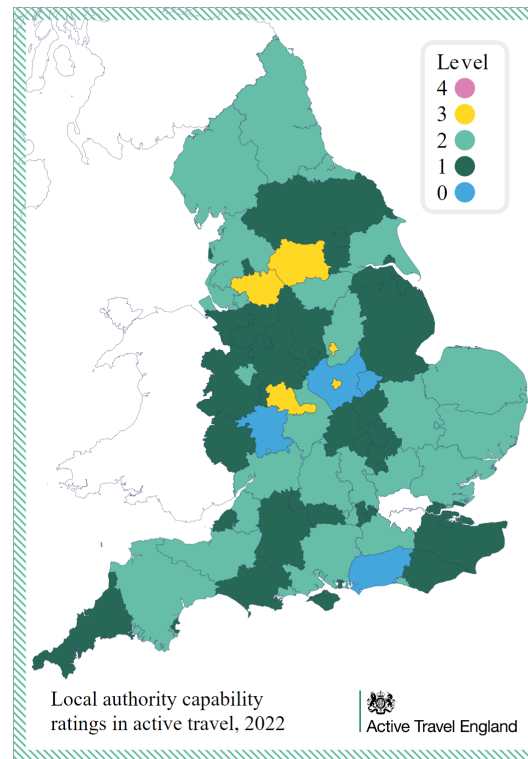 Level
4
3
2
1
0
Local authority capability
ratings in active travel, 2022
Active Travel England